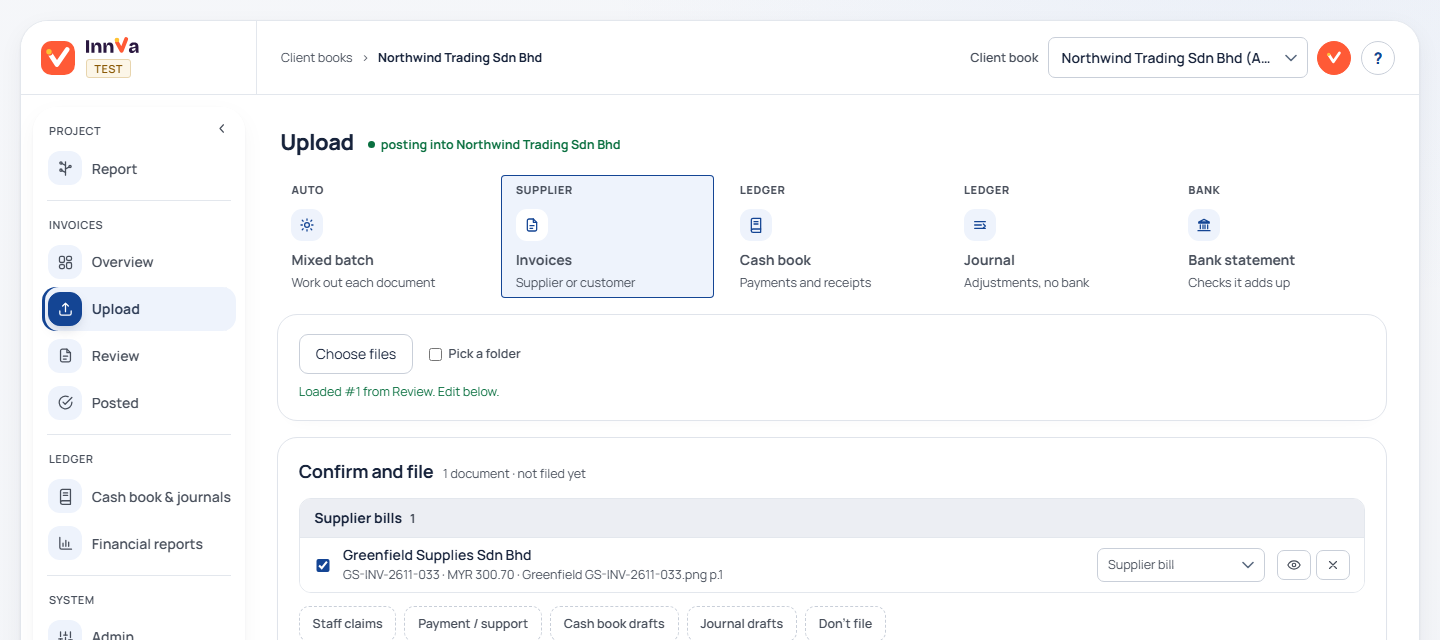 InnVa
TEST
Client books › Northwind Trading Sdn Bhd
Client book
Northwind Trading Sdn Bhd (A...
?
PROJECT
Report
INVOICES
Overview
Upload
Review
Posted
LEDGER
Cash book & journals
Financial reports
SYSTEM
Admin
Upload
posting into Northwind Trading Sdn Bhd
AUTO
Mixed batch
Work out each document
SUPPLIER
Invoices
Supplier or customer
LEDGER
Cash book
Payments and receipts
LEDGER
Journal
Adjustments, no bank
BANK
Bank statement
Checks it adds up
Choose files
Pick a folder
Loaded #1 from Review. Edit below.
Confirm and file
1 document · not filed yet
Supplier bills 1
Greenfield Supplies Sdn Bhd
GS-INV-2611-033 · MYR 300.70 · Greenfield GS-INV-2611-033.png p.1
Supplier bill
Staff claims
Payment / support
Cash book drafts
Journal drafts
Don't file